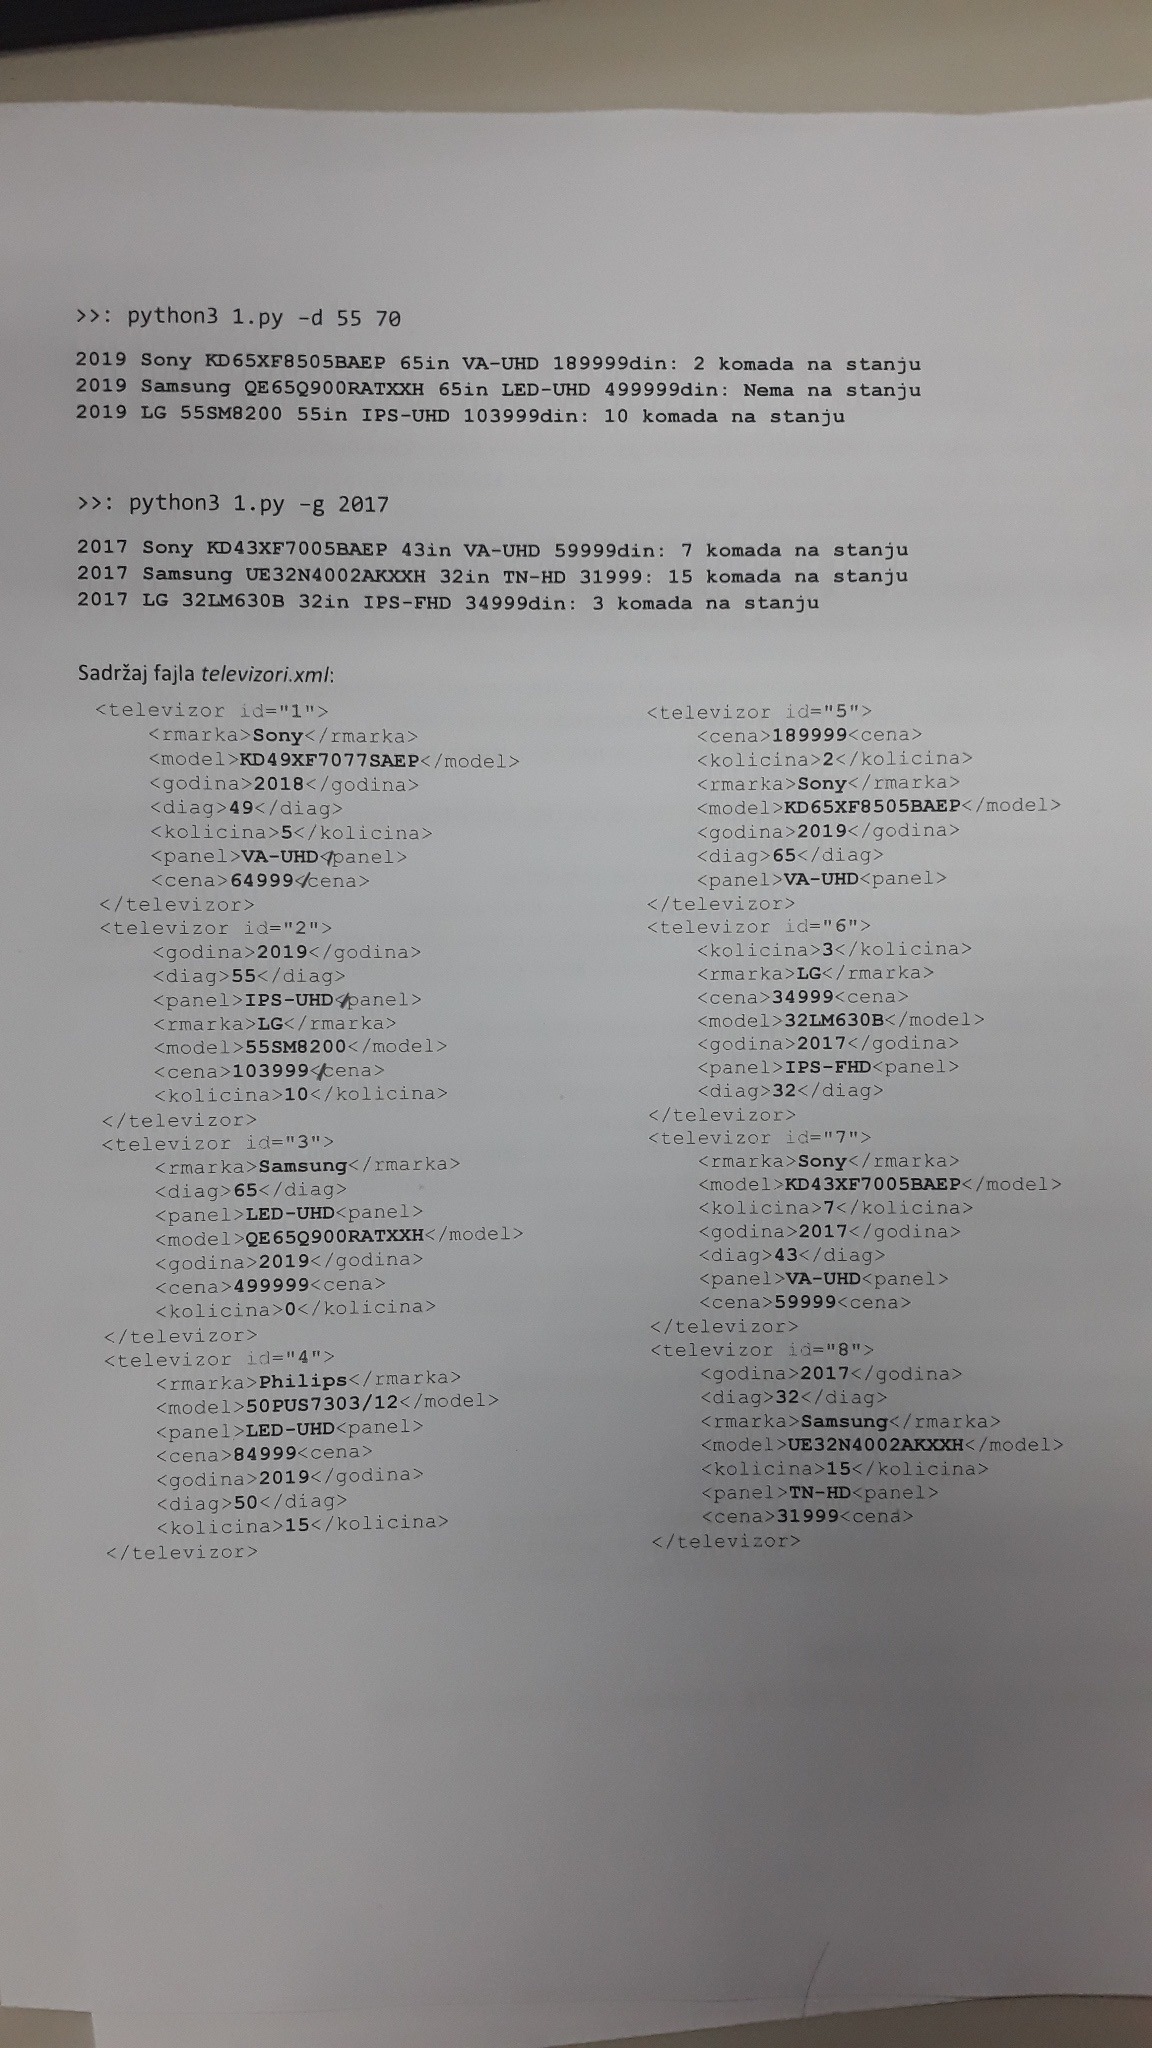 >>: python3 1.py -d 55 70
2019 Sony KD65XF8505BAEP 65in VA-UHD 189999din: 2 komada na stanju
2019 Samsung QE65Q900RATXXH 65in LED-UHD 499999din: Nema na stanju
2019 LG 55SM8200 55in IPS-UHD 103999din: 10 komada na stanju
>>: python3 1.py -g 2017
2017 Sony KD43XF7005BAEP 43in VA-UHD 59999din: 7 komada na stanju
2017 Samsung UE32N4002AKXXH 32in TN-HD 31999: 15 komada na stanju
2017 LG 32LM630B 32in IPS-FHD 34999din: 3 komada na stanju
Sadržaj fajla televizori.xml:
<televizor id="1">
<rmarka>Sony</rmarka>
<model>KD49XF7077SAEP</model>
<godina>2018</godina>
<diag>49</diag>
<kolicina>5</kolicina>
<panel>VA-UHD</panel>
<cena>64999</cena>
</televizor>
<televizor id="2">
<godina>2019</godina>
<diag>55</diag>
<panel>IPS-UHD</panel>
<rmarka>LG</rmarka>
<model>55SM8200</model>
<cena>103999</cena>
<kolicina>10</kolicina>
</televizor>
<televizor id="3">
<rmarka>Samsung</rmarka>
<diag>65</diag>
<panel>LED-UHD<panel>
<model>QE65Q900RATXXH</model>
<godina>2019</godina>
<cena>499999<cena>
<kolicina>0</kolicina>
</televizor>
<televizor id="4">
<rmarka>Philips</rmarka>
<model>50PUS7303/12</model>
<panel>LED-UHD<panel>
<cena>84999<cena>
<godina>2019</godina>
<diag>50</diag>
<kolicina>15</kolicina>
</televizor>
<televizor id="5">
<cena>189999<cena>
<kolicina>2</kolicina>
<rmarka>Sony</rmarka>
<model>KD65XF8505BAEP</model>
<godina>2019</godina>
<diag>65</diag>
<panel>VA-UHD<panel>
</televizor>
<televizor id="6">
<kolicina>3</kolicina>
<rmarka>LG</rmarka>
<cena>34999<cena>
<model>32LM630B</model>
<godina>2017</godina>
<panel>IPS-FHD<panel>
<diag>32</diag>
</televizor>
<televizor id="7">
<rmarka>Sony</rmarka>
<model>KD43XF7005BAEP</model>
<kolicina>7</kolicina>
<godina>2017</godina>
<diag>43</diag>
<panel>VA-UHD<panel>
<cena>59999<cena>
</televizor>
<televizor id="8">
<godina>2017</godina>
<diag>32</diag>
<rmarka>Samsung</rmarka>
<model>UE32N4002AKXXH</model>
<kolicina>15</kolicina>
<panel>TN-HD<panel>
<cena>31999<cena>
</televizor>